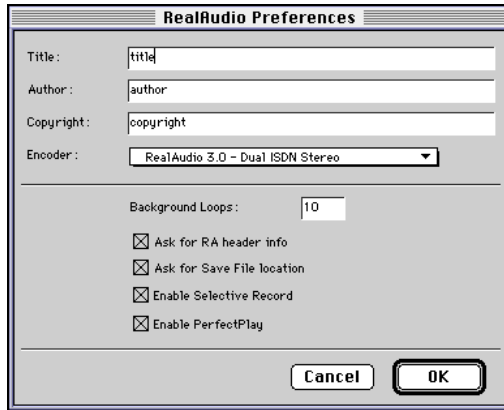 RealAudio Preferences
Title: title
Author: author
Copyright: copyright
Encoder: RealAudio 3.0 - Dual ISDN Stereo
Background Loops: 10
Ask for RA header info
Ask for Save File location
Enable Selective Record
Enable PerfectPlay
Cancel OK